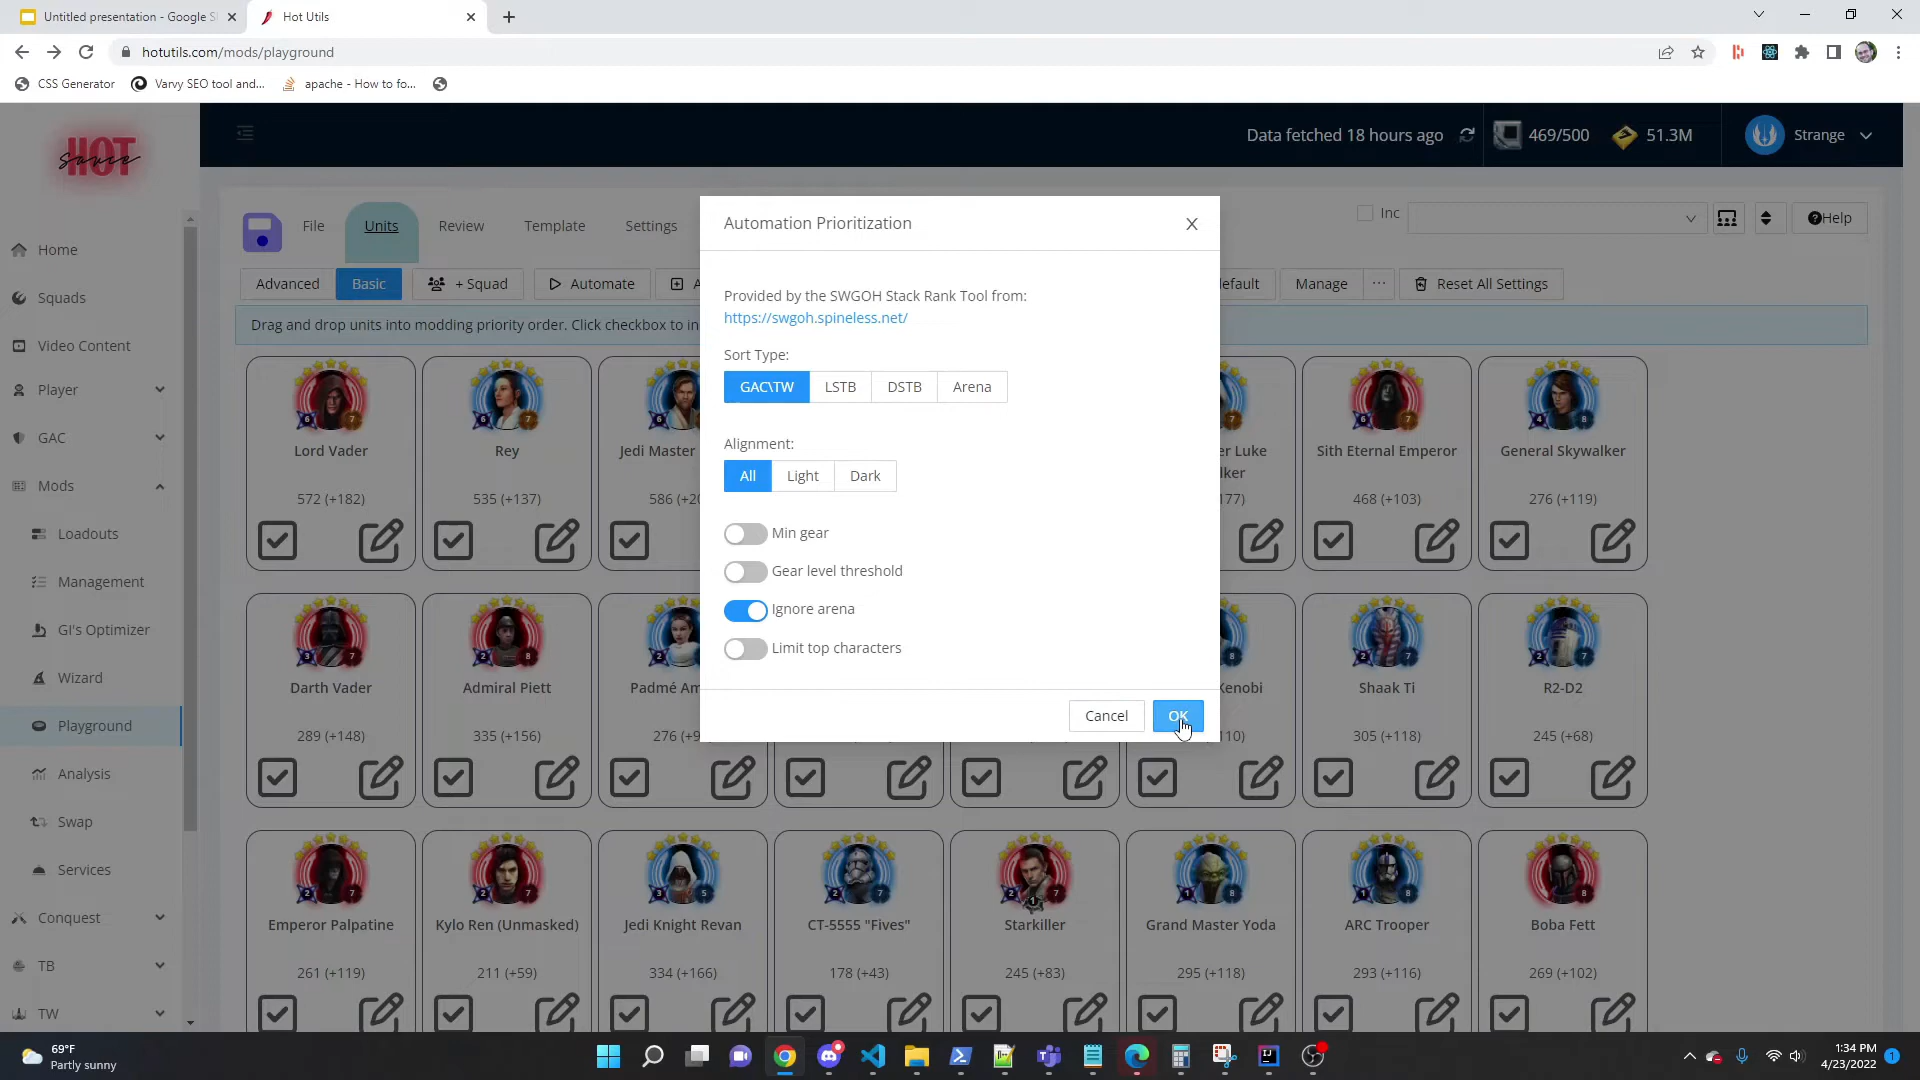 Untitled presentation - Google S
Hot Utils
hotutils.com/mods/playground
CSS Generator
Varvy SEO tool and...
apache - How to fo...
HOT
sauce
Data fetched 18 hours ago
469/500
51.3M
Strange
File
Units
Review
Template
Settings
Inc
Help
Advanced
Basic
+ Squad
Automate
Manage
Reset All Settings
Drag and drop units into modding priority order. Click checkbox to in
Home
Squads
Video Content
Player
GAC
Mods
Loadouts
Management
GI's Optimizer
Wizard
Playground
Analysis
Swap
Services
Conquest
TB
TW
Automation Prioritization
Provided by the SWGOH Stack Rank Tool from:
https://swgoh.spineless.net/
Sort Type:
GAC\TW
LSTB
DSTB
Arena
Alignment:
All
Light
Dark
Min gear
Gear level threshold
Ignore arena
Limit top characters
Cancel
OK
Lord Vader
572 (+182)
Rey
535 (+137)
Jedi Master
586 (+20
Luke
177)
Sith Eternal Emperor
468 (+103)
General Skywalker
276 (+119)
Darth Vader
289 (+148)
Admiral Piett
335 (+156)
Padmé Am
276 (+9
Kenobi
110)
Shaak Ti
305 (+118)
R2-D2
245 (+68)
Emperor Palpatine
261 (+119)
Kylo Ren (Unmasked)
211 (+59)
Jedi Knight Revan
334 (+166)
CT-5555 "Fives"
178 (+43)
Starkiller
245 (+83)
Grand Master Yoda
295 (+118)
ARC Trooper
293 (+116)
Boba Fett
269 (+102)
69°F
Partly sunny
1:34 PM
4/23/2022
1